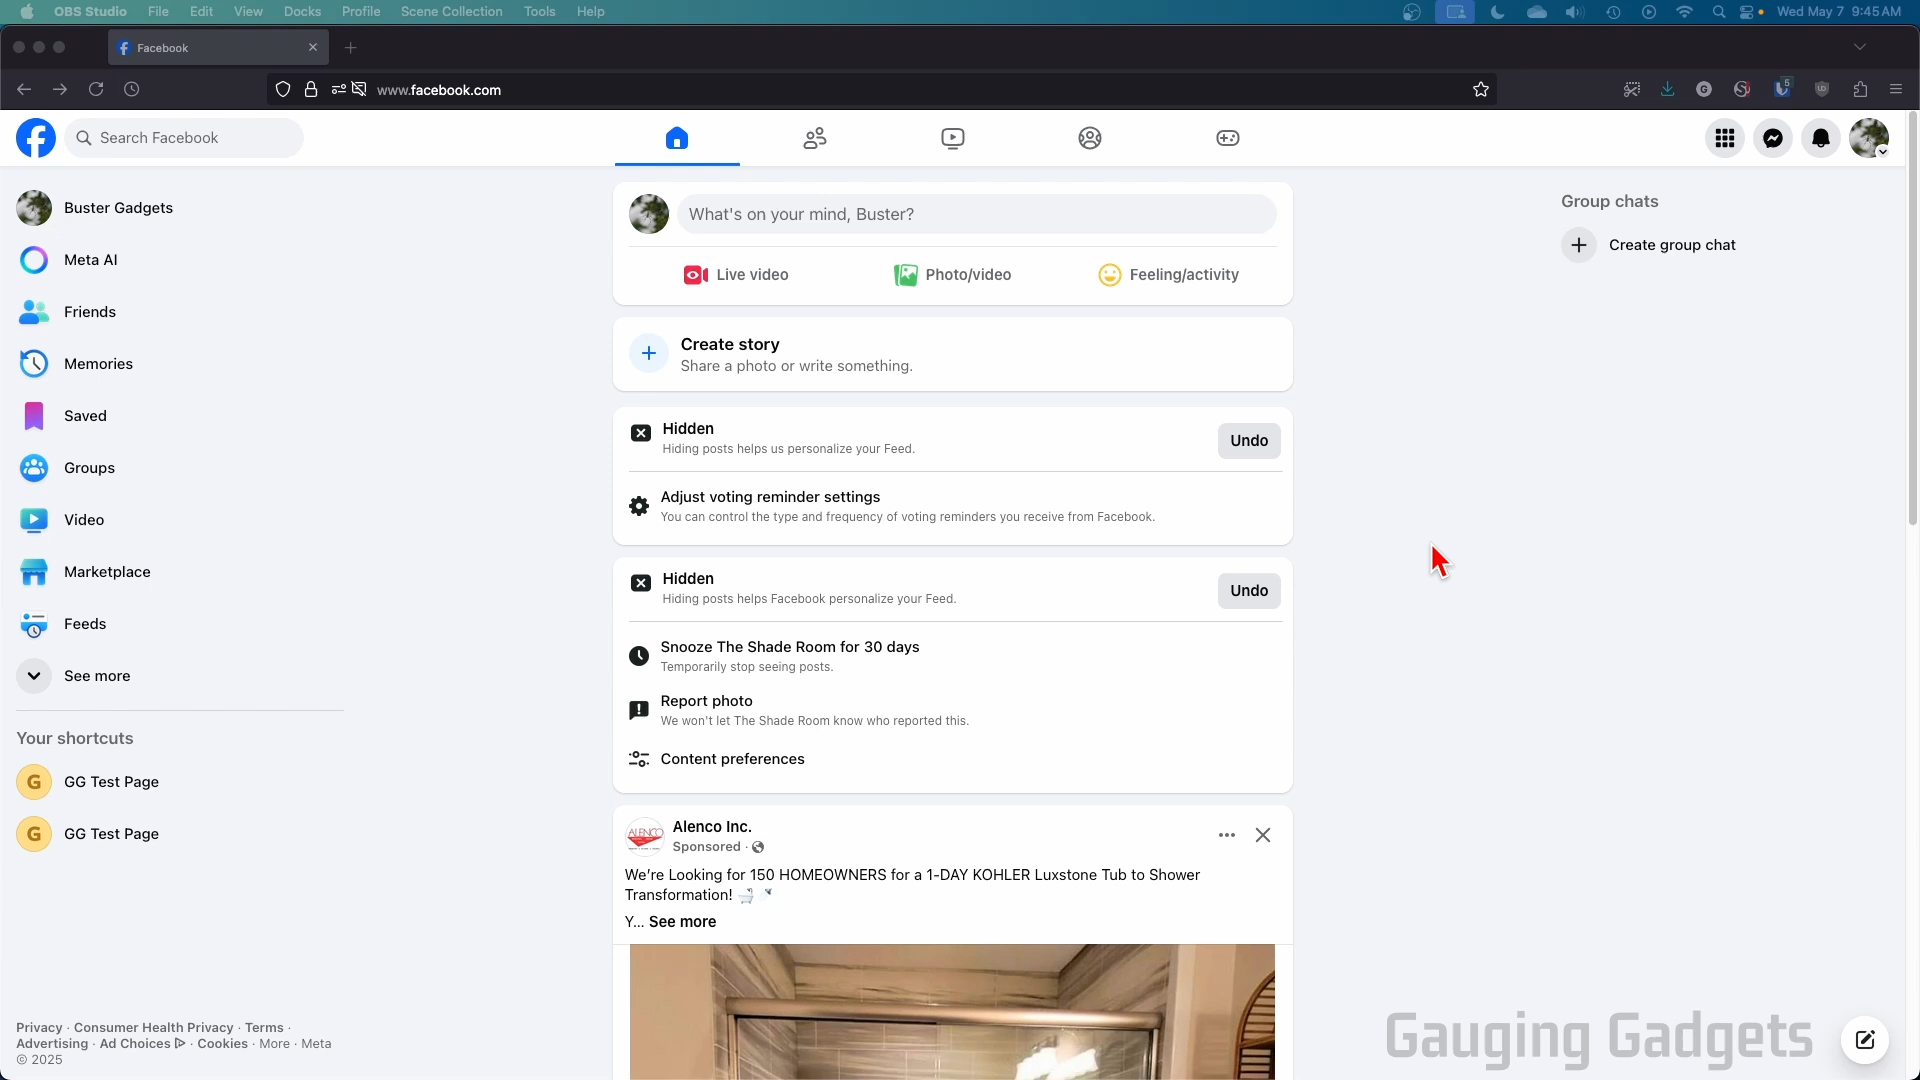 OBS Studio File Edit View Docks Profile Scene Collection Tools Help Wed May 7 9:45 AM
Facebook
www.facebook.com
5
Search Facebook
Buster Gadgets
Meta AI
Friends
Memories
Saved
Groups
Video
Marketplace
Feeds
See more
Your shortcuts
G GG Test Page
G GG Test Page
Privacy · Consumer Health Privacy · Terms ·
Advertising · Ad Choices · Cookies · More · Meta
© 2025
What's on your mind, Buster?
Live video
Photo/video
Feeling/activity
Create story
Share a photo or write something.
Hidden
Hiding posts helps us personalize your Feed.
Undo
Adjust voting reminder settings
You can control the type and frequency of voting reminders you receive from Facebook.
Hidden
Hiding posts helps Facebook personalize your Feed.
Undo
Snooze The Shade Room for 30 days
Temporarily stop seeing posts.
Report photo
We won't let The Shade Room know who reported this.
Content preferences
ALENCO
Alenco Inc.
Sponsored ·
We're Looking for 150 HOMEOWNERS for a 1-DAY KOHLER Luxstone Tub to Shower
Transformation!
Y... See more
Group chats
Create group chat
Gauging Gadgets